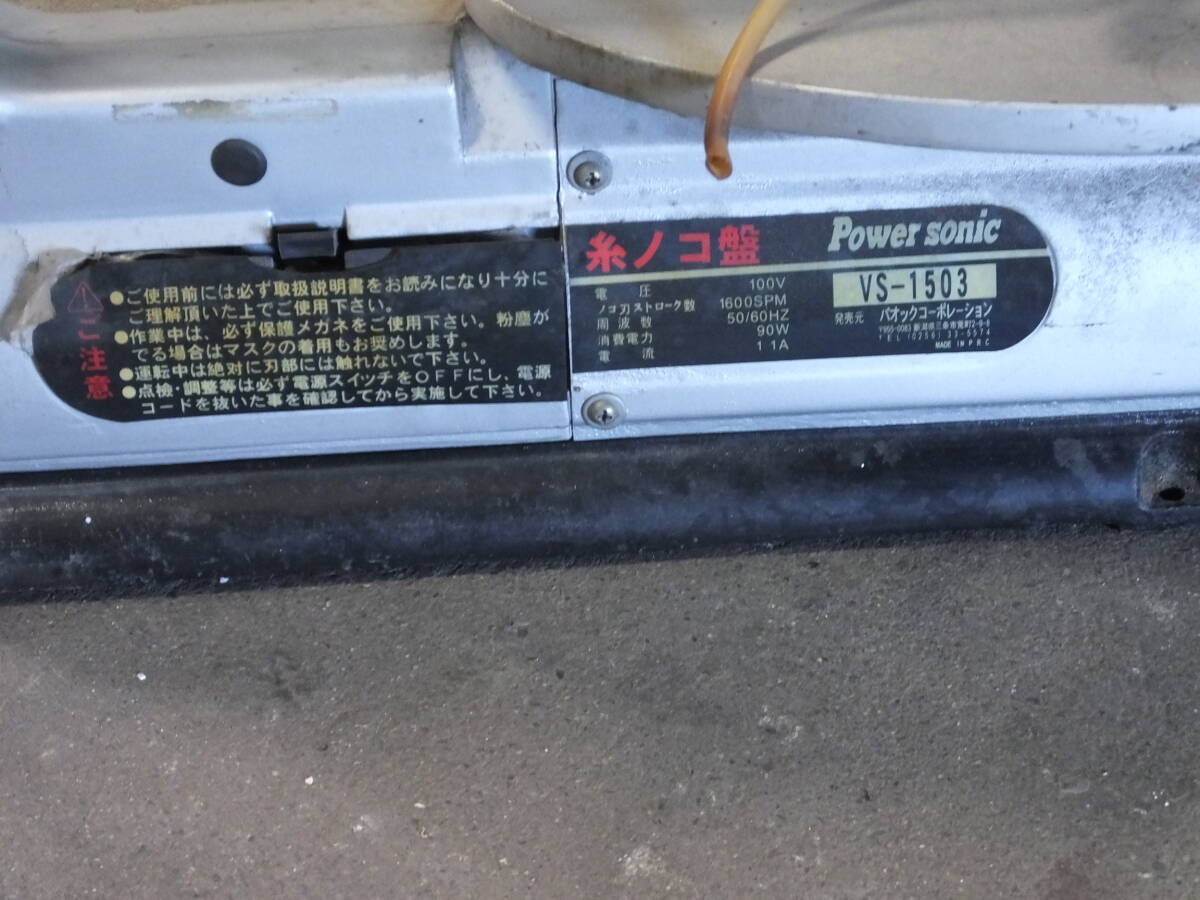 ご注意
●ご使用前には必ず取扱説明書をお読みになり十分に
ご理解頂いた上でご使用下さい。
●作業中は、必ず保護メガネをご使用下さい。粉塵が
でる場合はマスクの着用もお奨めします。
●運転中は絶対に刃部には触れないで下さい。
●点検・調整等は必ず電源スイッチをOFFにし、電源
コードを抜いた事を確認してから実施して下さい。
糸ノコ盤
Power sonic
電圧 100V
ノコ刃ストローク数 1600SPM
周波数 50/60HZ
消費電力 90W
電流 1.1A
VS-1503
発売元 パオックコーポレーション
TEL (0256) 33-5574
MADE IN P.R.C